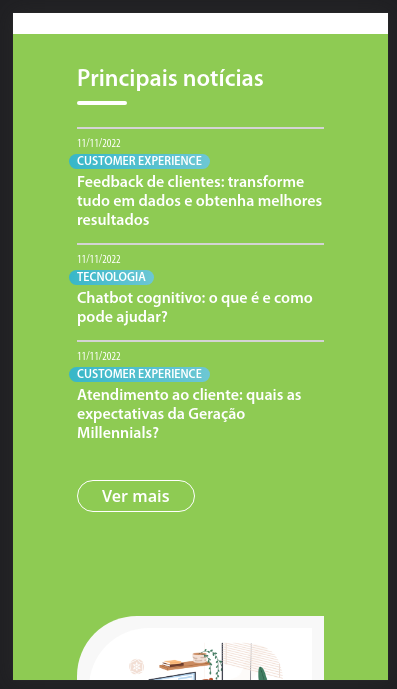 Principais notícias
11/11/2022
CUSTOMER EXPERIENCE
Feedback de clientes: transforme
tudo em dados e obtenha melhores
resultados
11/11/2022
TECNOLOGIA
Chatbot cognitivo: o que é e como
pode ajudar?
11/11/2022
CUSTOMER EXPERIENCE
Atendimento ao cliente: quais as
expectativas da Geração
Millennials?
Ver mais